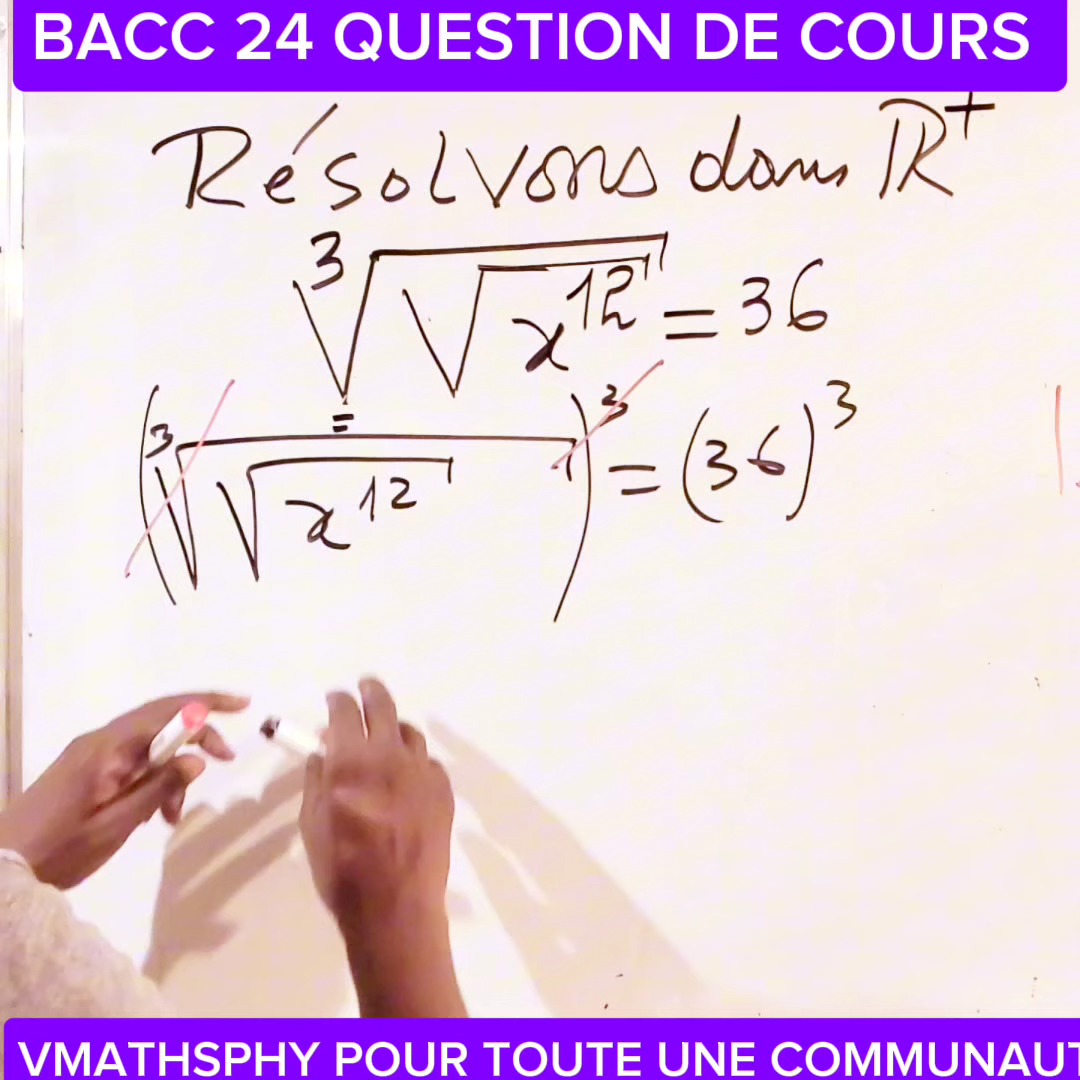 BACC 24 QUESTION DE COURS
Résolvons dans ℝ⁺
∛(√(x¹²)) = 36
=
(∛(√(x¹²)))³ = (36)³
VMATHSPHY POUR TOUTE UNE COMMUNAUT